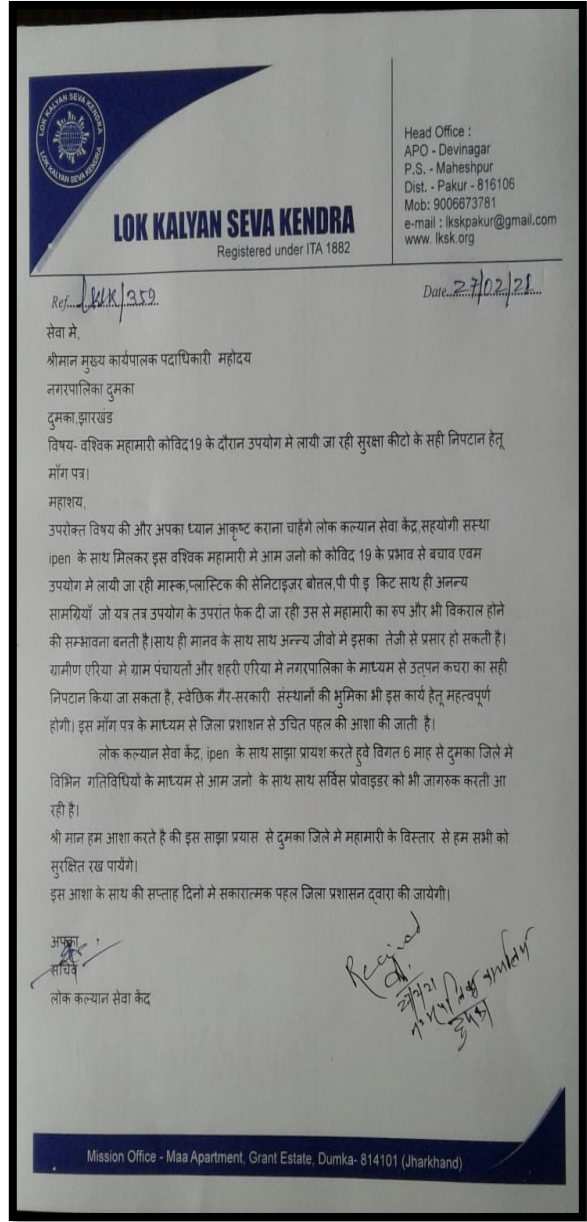 LOK KALYAN SEVA KENDRA
LOK KALYAN SEVA KENDRA
LOK KALYAN SEVA KENDRA
Registered under ITA 1882
Head Office :
APO - Devinagar
P.S. - Maheshpur
Dist. - Pakur - 816106
Mob: 9006673781
e-mail : lkskpakur@gmail.com
www. lksk.org
Ref....LKSK/359
Date..27/02/21...
सेवा मे,
श्रीमान मुख्य कार्यपालक पदाधिकारी महोदय
नगरपालिका दुमका
दुमका,झारखंड
विषय- वश्विक महामारी कोविद19 के दौरान उपयोग मे लायी जा रही सुरक्षा कीटो के सही निपटान हेतू
माँग पत्र।
महाशय,
उपरोक्त विषय की और अपका ध्यान आकृष्ट कराना चाहेंगे लोक कल्यान सेवा केंद्र,सहयोगी सस्था
ipen के साथ मिलकर इस वश्विक महामारी मे आम जनो को कोविद 19 के प्रभाव से बचाव एवम
उपयोग मे लायी जा रही मास्क,प्लास्टिक की सेनिटाइजर बोत्तल,पी पी इ किट साथ ही अनन्य
सामग्रियाँ जो यत्र तत्र उपयोग के उपरांत फेक दी जा रही उस से महामारी का रुप और भी विकराल होने
की सम्भावना बनती है।साथ ही मानव के साथ साथ अन्न्य जीवो मे इसका तेजी से प्रसार हो सकती है।
ग्रामीण एरिया मे ग्राम पंचायतों और शहरी एरिया मे नगरपालिका के माध्यम से उत्पन कचरा का सही
निपटान किया जा सकता है, स्वेछिक गैर-सरकारी संस्थानों की भुमिका भी इस कार्य हेतू महत्वपूर्ण
होगी। इस माँग पत्र के माध्यम से जिला प्रशाशन से उचित पहल की आशा की जाती है।
लोक कल्यान सेवा केंद्र, ipen के साथ साझा प्रायश करते हुवे विगत 6 माह से दुमका जिले मे
विभिन गतिविधियों के माध्यम से आम जनो के साथ साथ सर्विस प्रोवाइडर को भी जागरुक करती आ
रही है।
श्री मान हम आशा करते है की इस साझा प्रयास से दुमका जिले मे महामारी के विस्तार से हम सभी को
सुरक्षित रख पायेंगे।
इस आशा के साथ की सप्ताह दिनो मे सकारात्मक पहल जिला प्रशासन द्वारा की जायेगी।
अपका
सचिव
लोक कल्यान सेवा केंद
Received
दुमका
Mission Office - Maa Apartment, Grant Estate, Dumka- 814101 (Jharkhand)